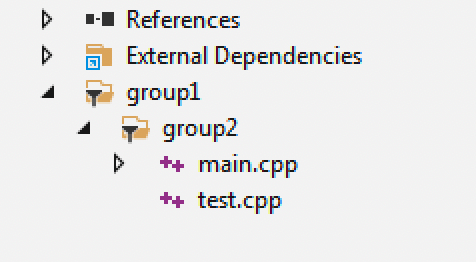 References
External Dependencies
group1
group2
main.cpp
test.cpp